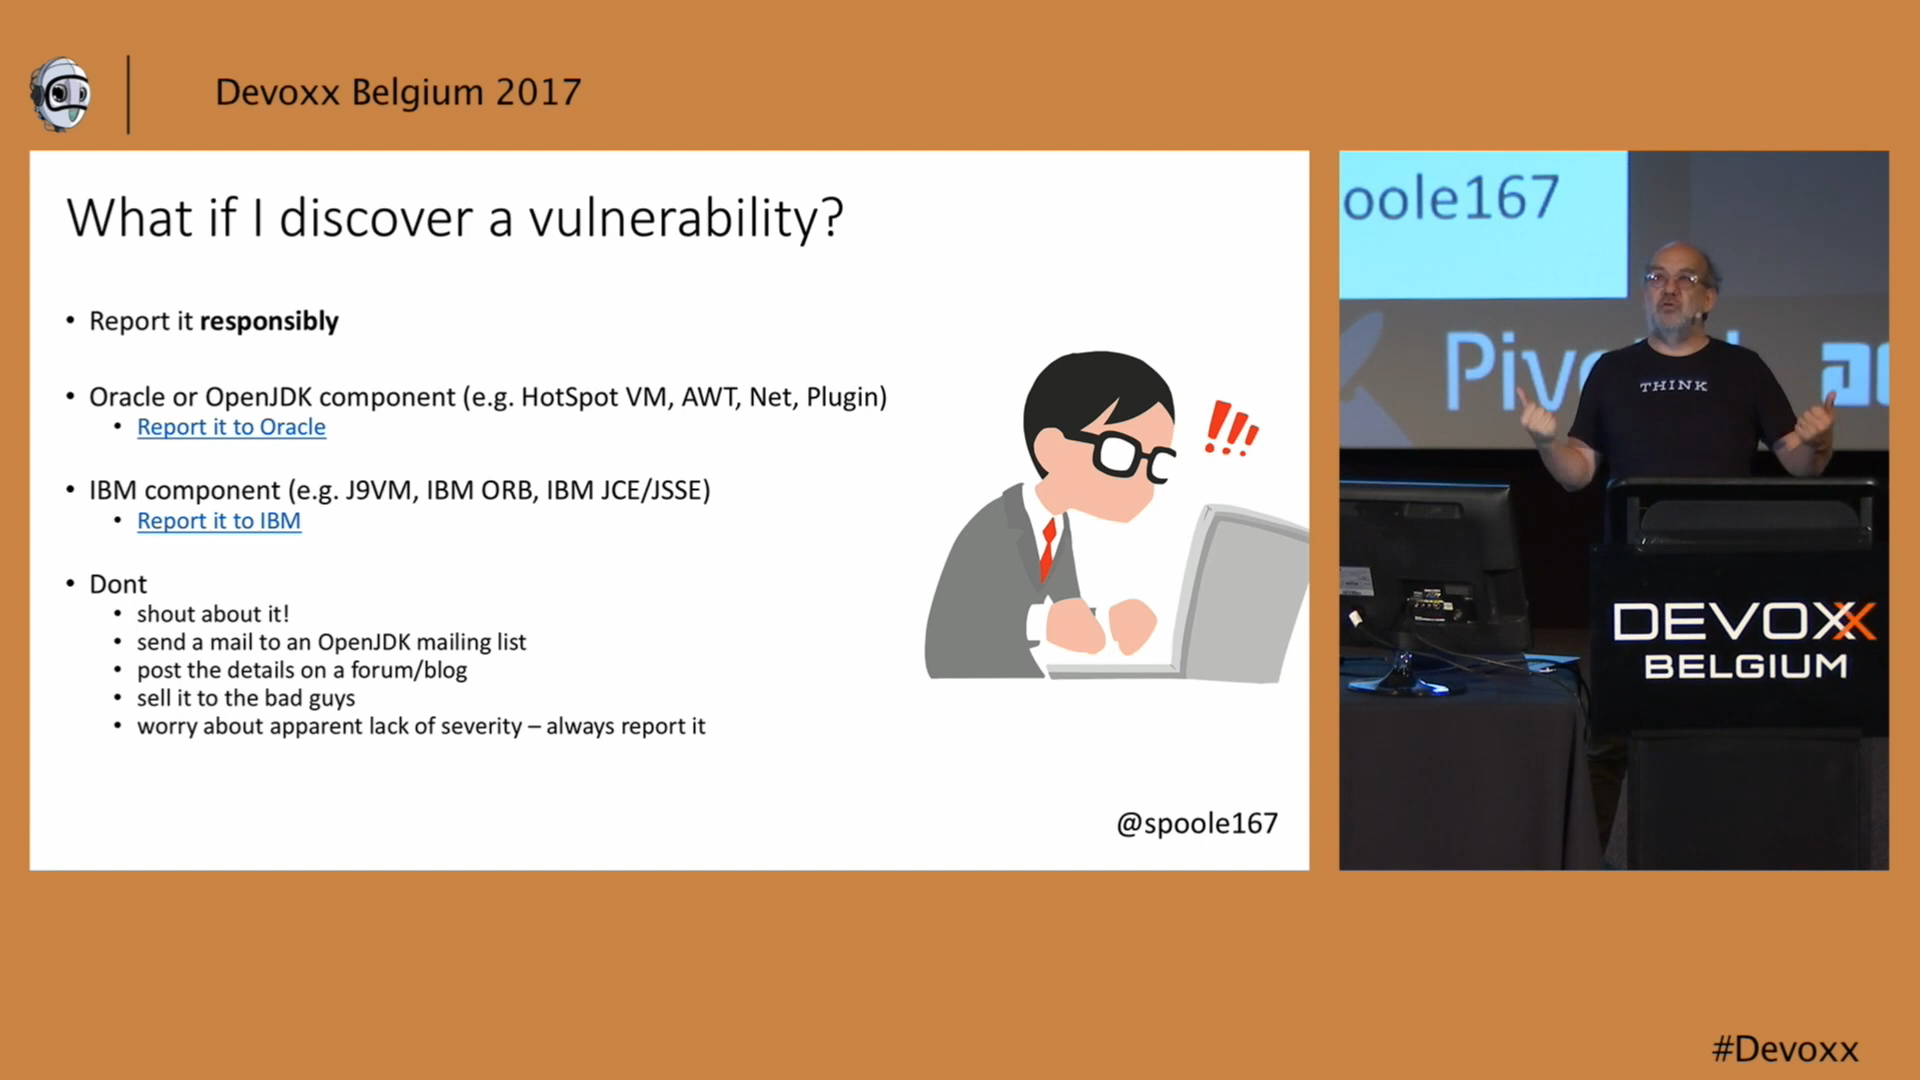 Devoxx Belgium 2017
What if I discover a vulnerability?
• Report it responsibly
• Oracle or OpenJDK component (e.g. HotSpot VM, AWT, Net, Plugin)
• Report it to Oracle
• IBM component (e.g. J9VM, IBM ORB, IBM JCE/JSSE)
• Report it to IBM
• Dont
• shout about it!
• send a mail to an OpenJDK mailing list
• post the details on a forum/blog
• sell it to the bad guys
• worry about apparent lack of severity – always report it
@spoole167
!!!
oole167
Piv
THINK
DEVOXX
BELGIUM
#Devoxx